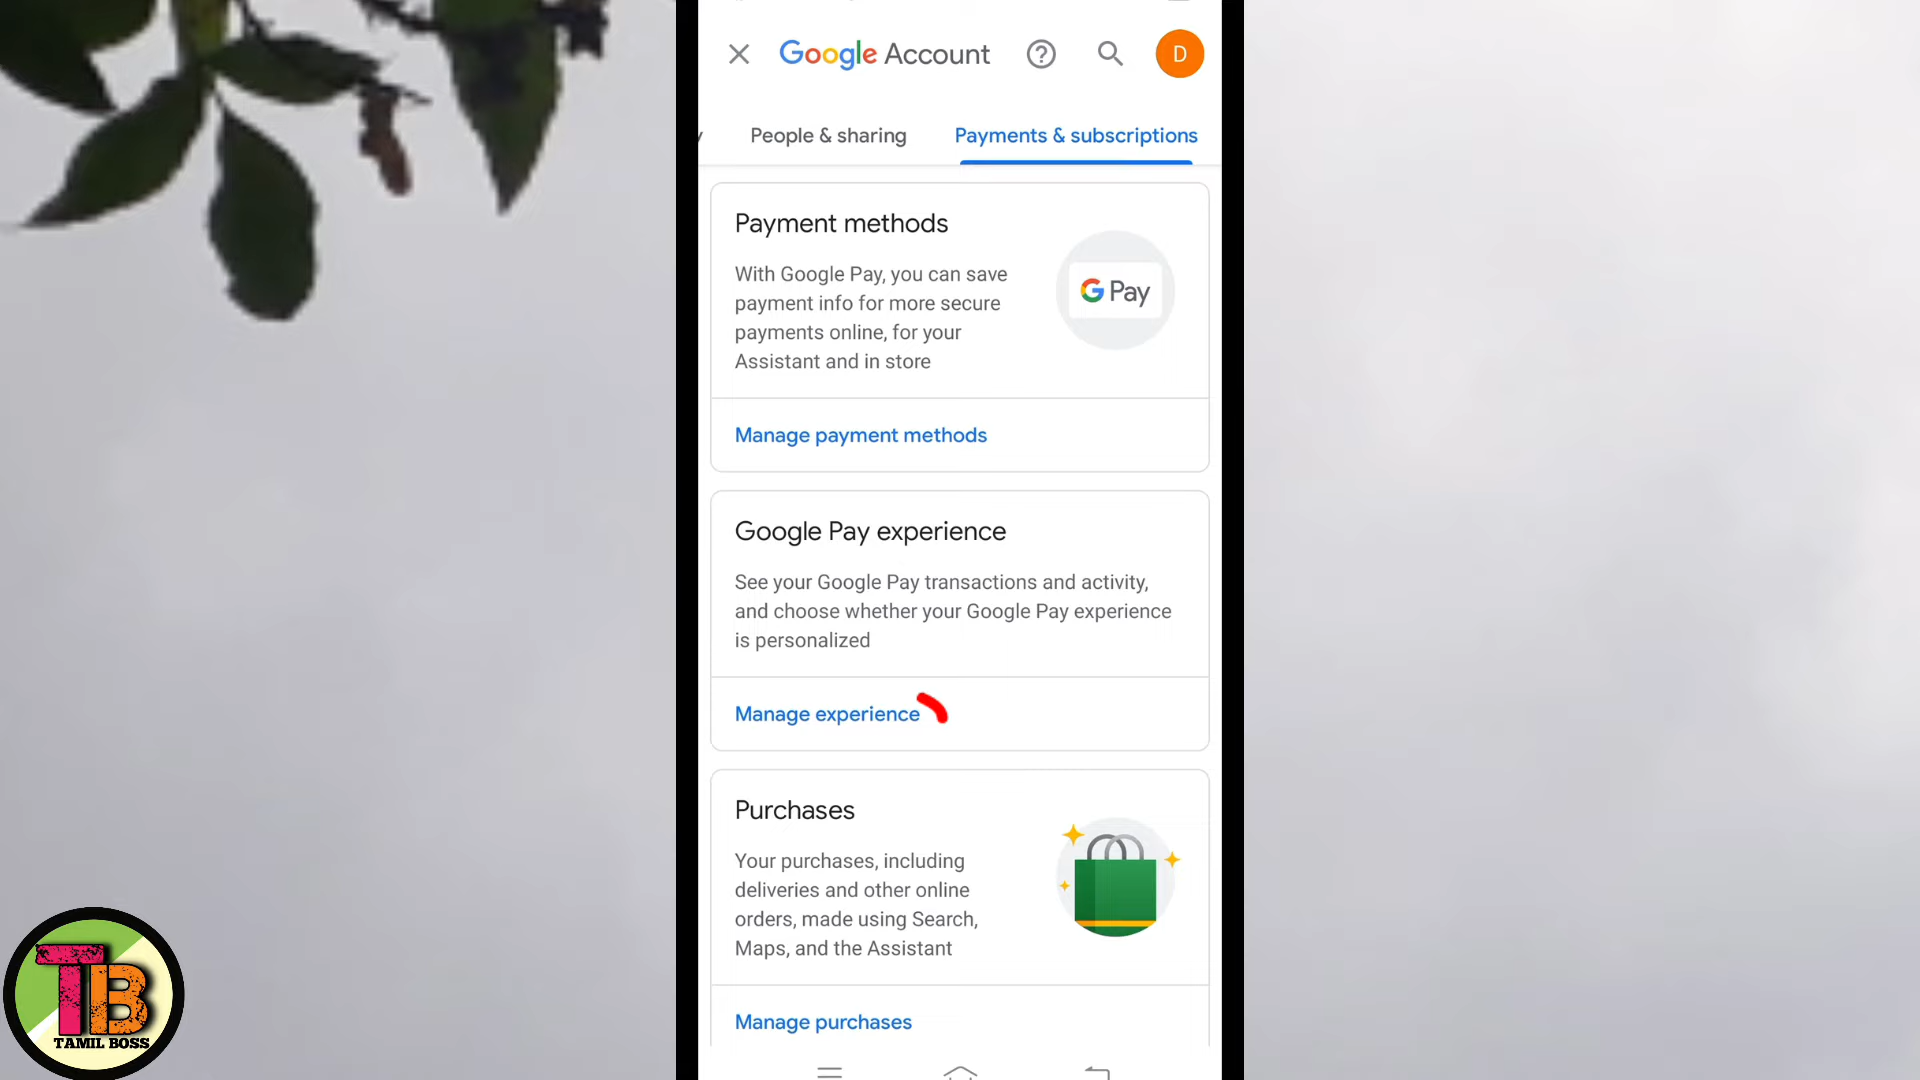 Google Account
D
People & sharing
Payments & subscriptions
Payment methods
With Google Pay, you can save
payment info for more secure
payments online, for your
Assistant and in store
G Pay
Manage payment methods
Google Pay experience
See your Google Pay transactions and activity,
and choose whether your Google Pay experience
is personalized
Manage experience
Purchases
Your purchases, including
deliveries and other online
orders, made using Search,
Maps, and the Assistant
Manage purchases
TB
TAMIL BOSS